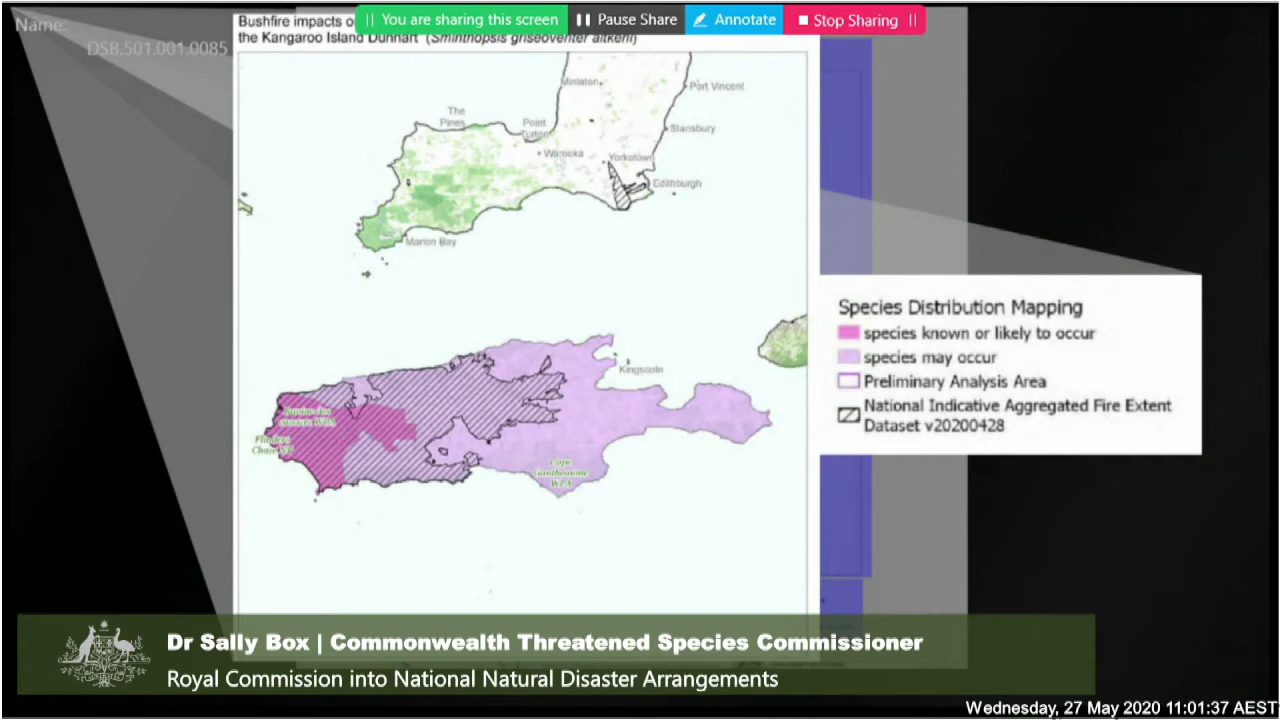 Name:
DSB.501.001.0085
You are sharing this screen
Pause Share
Annotate
Stop Sharing
Bushfire impacts o
the Kangaroo Island Dunnart (Sminthopsis griseoventer aitkeni)
Minlaton
Port Vincent
The
Pines
Point
Turton
Stansbury
Warooka
Yorketown
Edithburgh
Marion Bay
Kingscote
Flinders
Chase NP
Cape
Gantheaume
WPA
Species Distribution Mapping
species known or likely to occur
species may occur
Preliminary Analysis Area
National Indicative Aggregated Fire Extent
Dataset v20200428
Dr Sally Box | Commonwealth Threatened Species Commissioner
Royal Commission into National Natural Disaster Arrangements
Wednesday, 27 May 2020 11:01:37 AEST